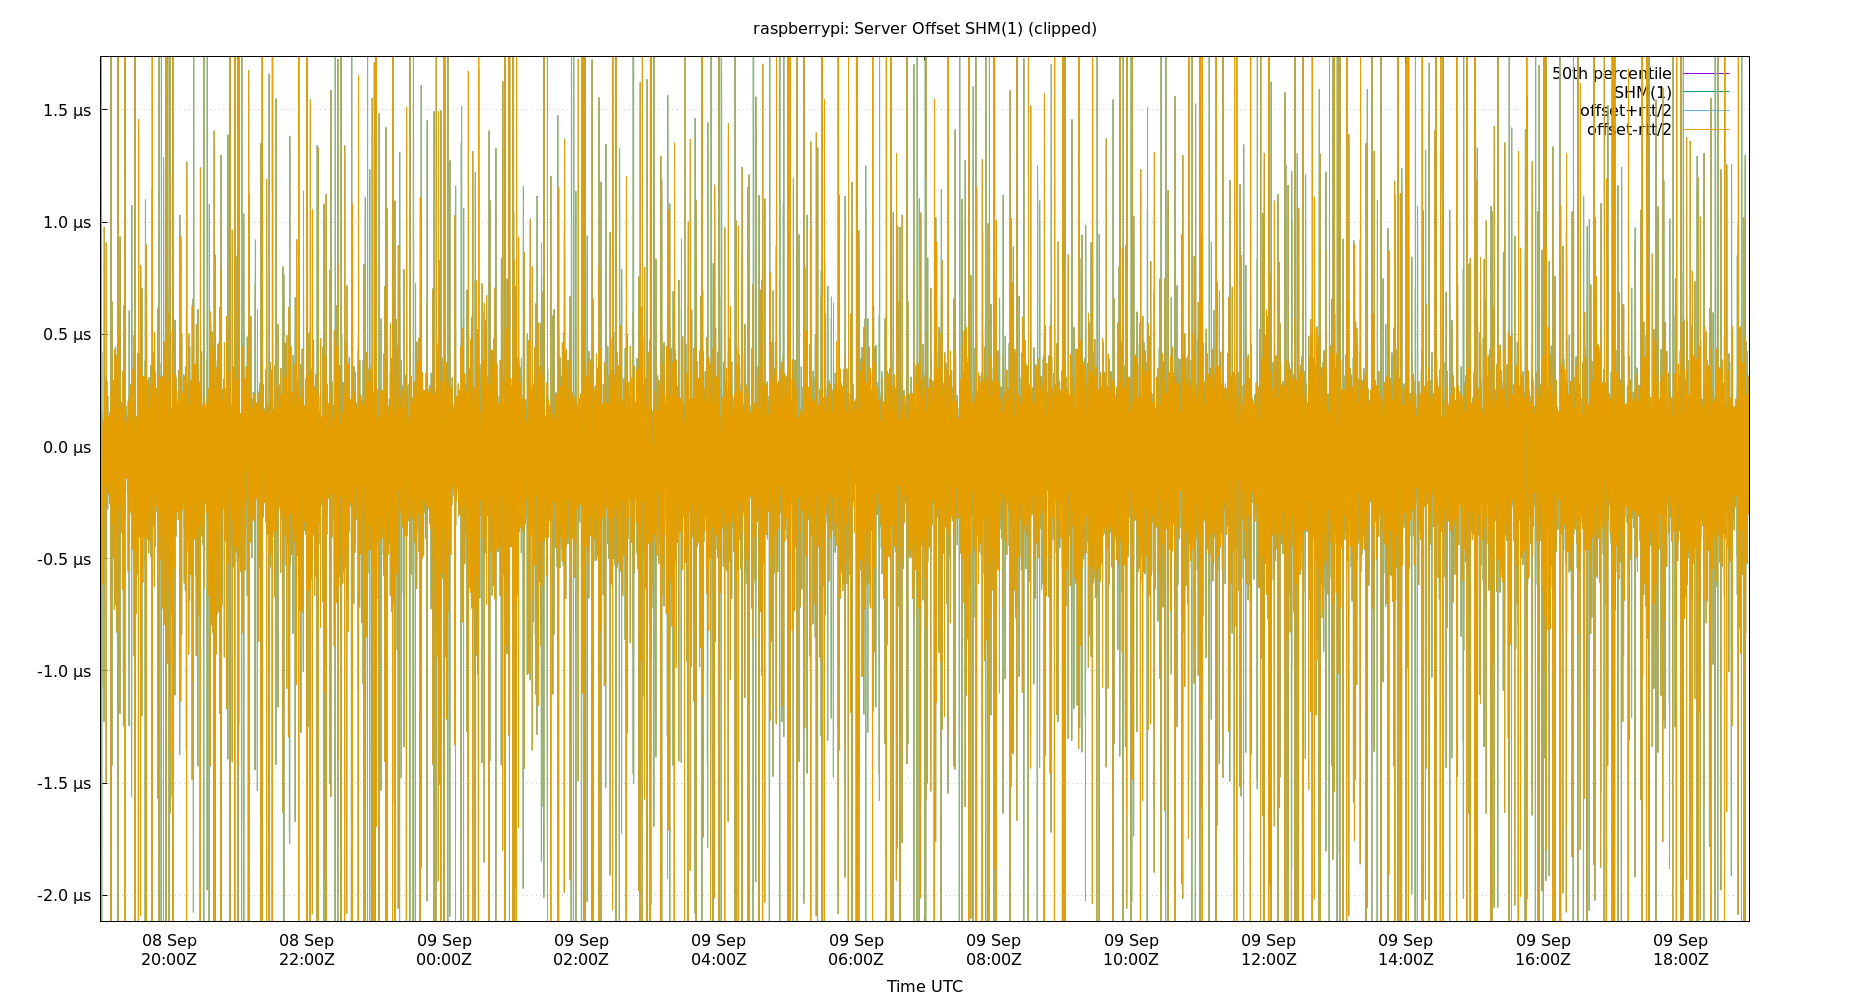 raspberrypi: Server Offset SHM(1) (clipped)
50th percentile
SHM(1)
offset+rtt/2
offset-rtt/2
1.5 µs
1.0 µs
0.5 µs
0.0 µs
-0.5 µs
-1.0 µs
-1.5 µs
-2.0 µs
08 Sep 08 Sep 09 Sep 09 Sep 09 Sep 09 Sep 09 Sep 09 Sep 09 Sep 09 Sep 09 Sep 09 Sep
20:00Z 22:00Z 00:00Z 02:00Z 04:00Z 06:00Z 08:00Z 10:00Z 12:00Z 14:00Z 16:00Z 18:00Z
Time UTC